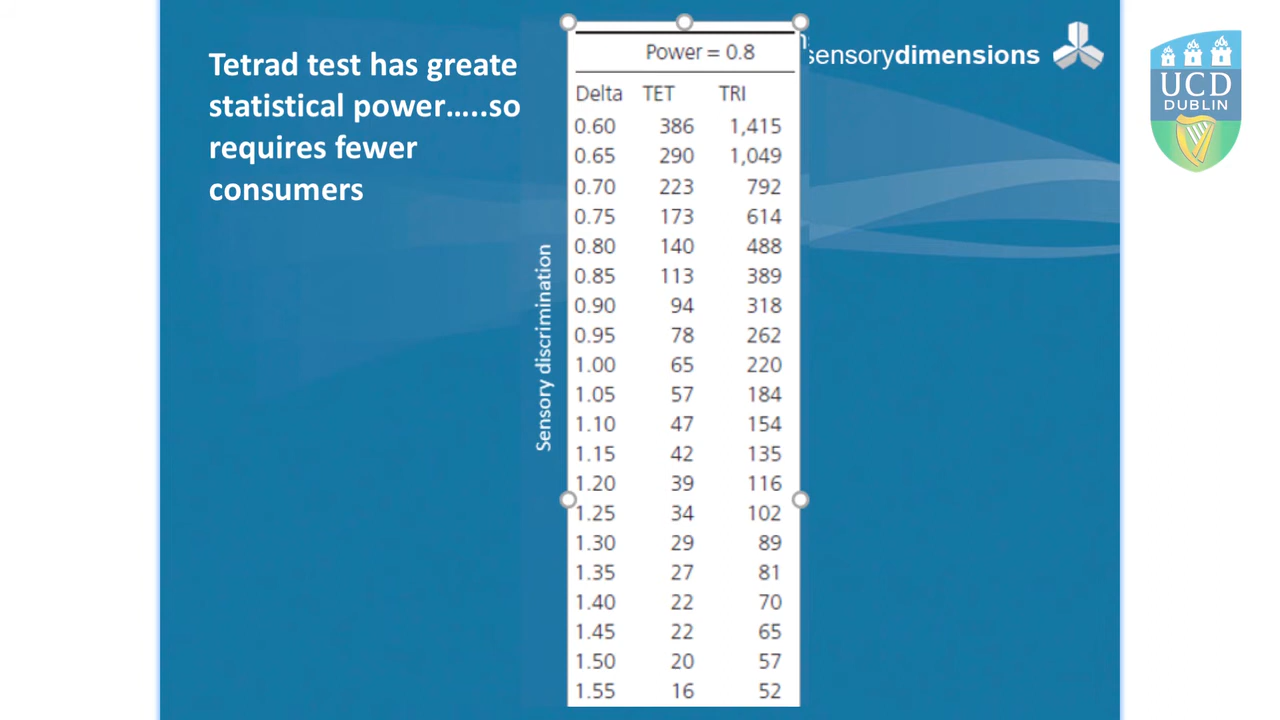 Tetrad test has greate
statistical power.....so
requires fewer
consumers
sensorydimensions
UCD
DUBLIN
Sensory discrimination
Power = 0.8
Delta TET TRI
0.60 386 1,415
0.65 290 1,049
0.70 223 792
0.75 173 614
0.80 140 488
0.85 113 389
0.90 94 318
0.95 78 262
1.00 65 220
1.05 57 184
1.10 47 154
1.15 42 135
1.20 39 116
1.25 34 102
1.30 29 89
1.35 27 81
1.40 22 70
1.45 22 65
1.50 20 57
1.55 16 52